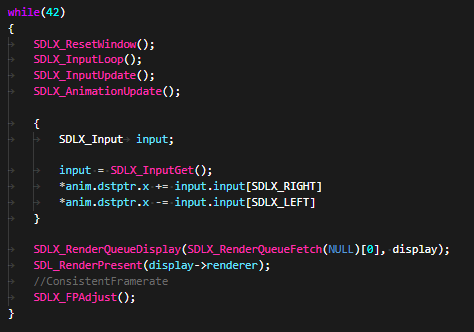 while(42)
{
SDLX_ResetWindow();
SDLX_InputLoop();
SDLX_InputUpdate();
SDLX_AnimationUpdate();
{
SDLX_Input input;
input = SDLX_InputGet();
*anim.dstptr.x += input.input[SDLX_RIGHT]
*anim.dstptr.x -= input.input[SDLX_LEFT]
}
SDLX_RenderQueueDisplay(SDLX_RenderQueueFetch(NULL)[0], display);
SDL_RenderPresent(display->renderer);
//ConsistentFramerate
SDLX_FPAdjust();
}